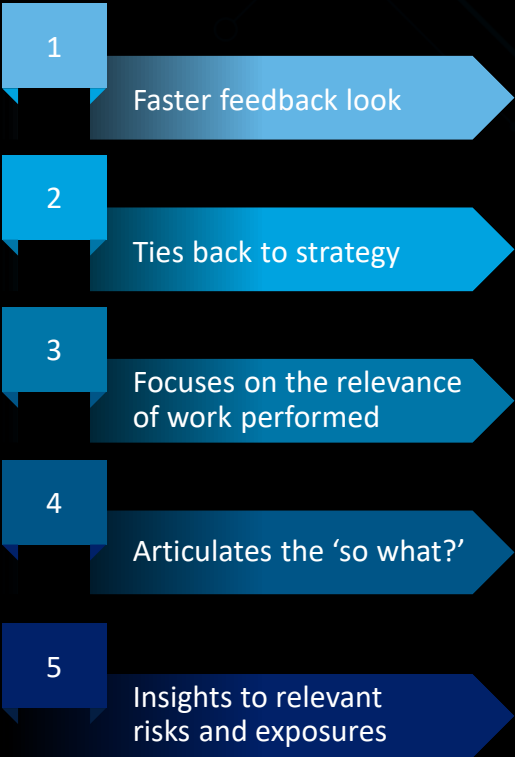 1
Faster feedback look
2
Ties back to strategy
3
Focuses on the relevance
of work performed
4
Articulates the ‘so what?’
5
Insights to relevant
risks and exposures